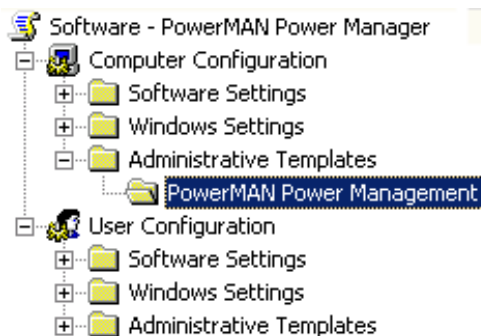 Software - PowerMAN Power Manager
Computer Configuration
Software Settings
Windows Settings
Administrative Templates
PowerMAN Power Management
User Configuration
Software Settings
Windows Settings
Administrative Templates